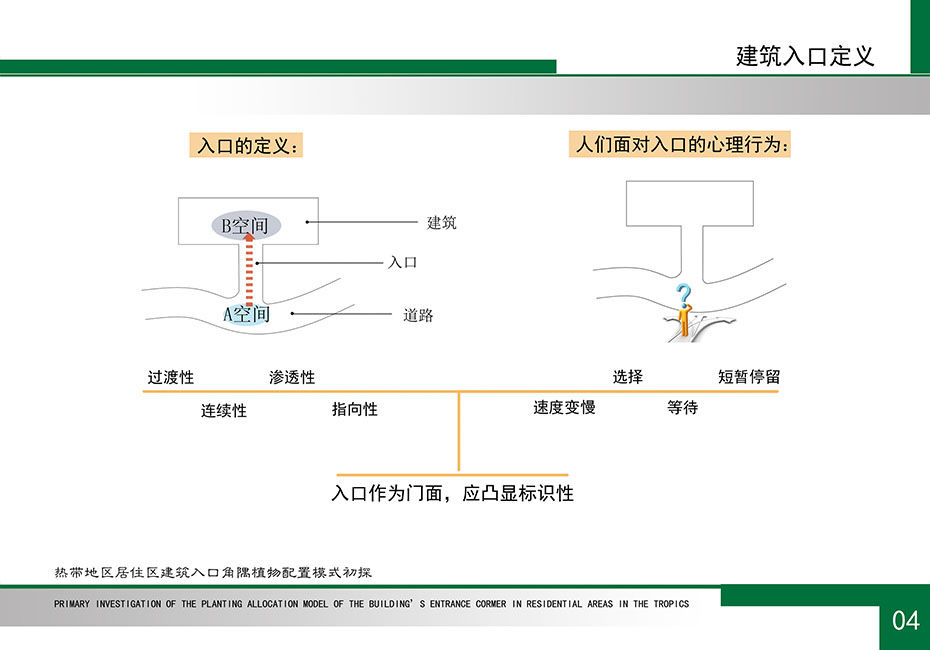 建筑入口定义
入口的定义：
人们面对入口的心理行为：
B空间
建筑
入口
A空间
道路
?
过渡性
渗透性
选择
短暂停留
连续性
指向性
速度变慢
等待
入口作为门面，应凸显标识性
热带地区居住区建筑入口角隅植物配置模式初探
PRIMARY INVESTIGATION OF THE PLANTING ALLOCATION MODEL OF THE BUILDING'S ENTRANCE CORMER IN RESIDENTIAL AREAS IN THE TROPICS
04